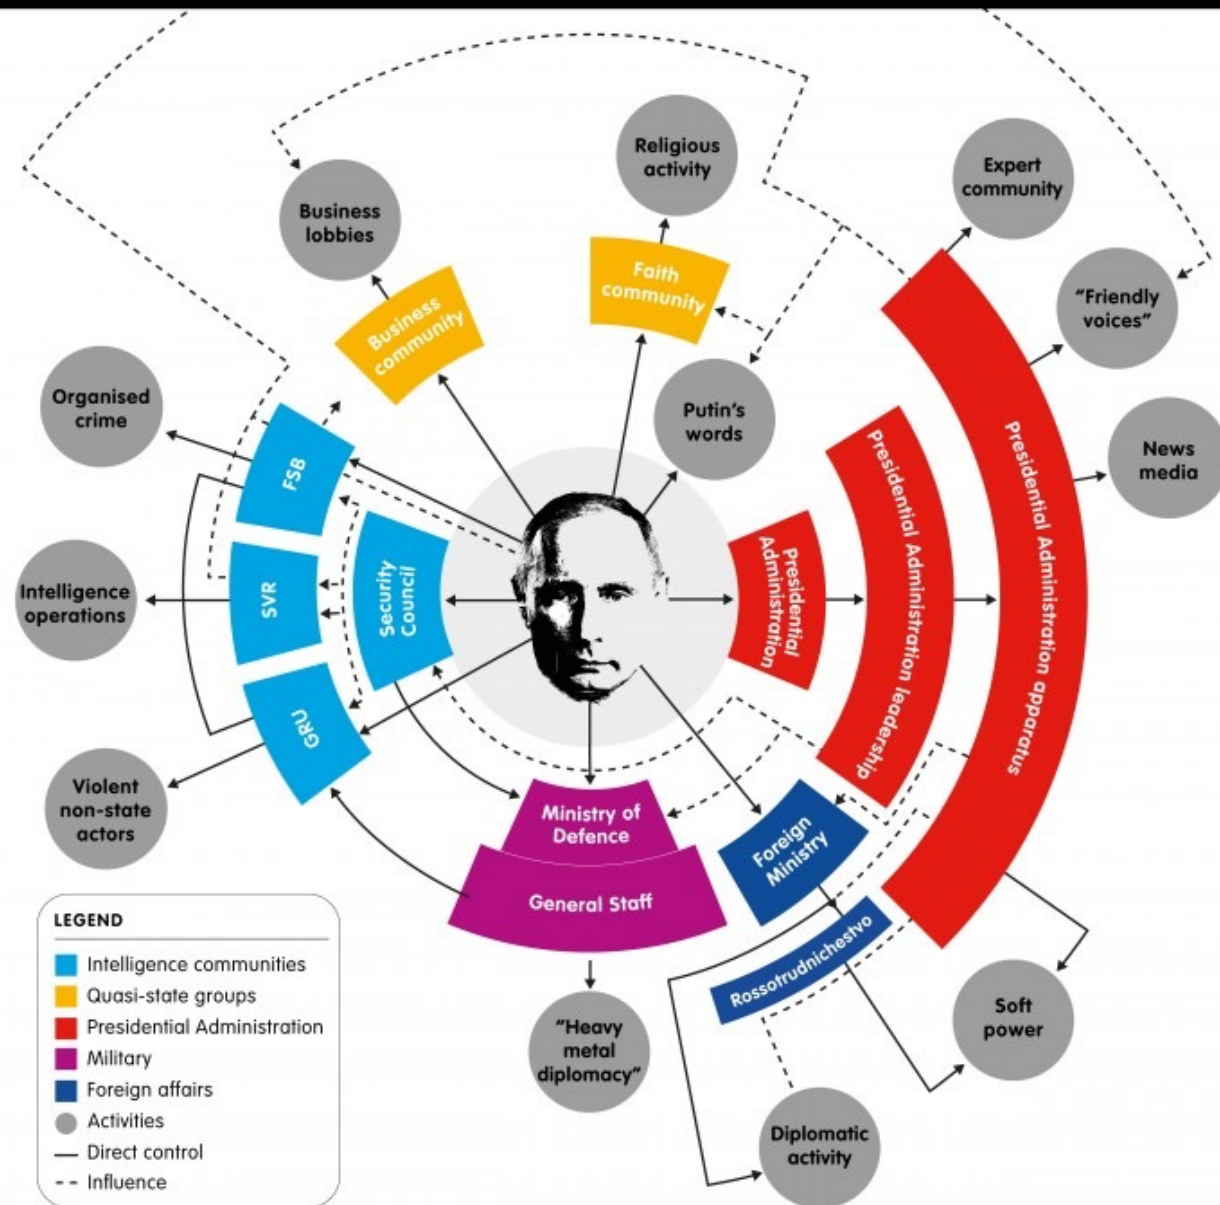 Religious
activity
Expert
community
Business
lobbies
Faith
community
"Friendly
voices"
Business
community
Organised
crime
Putin's
words
News
media
FSB
Presidential Administration leadership
Presidential Administration apparatus
Security
Council
Presidential
Administration
Intelligence
operations
SVR
GRU
Violent
non-state
actors
Ministry of
Defence
Foreign
Ministry
General Staff
Rossotrudnichestvo
"Heavy
metal
diplomacy"
Soft
power
Diplomatic
activity
LEGEND
Intelligence communities
Quasi-state groups
Presidential Administration
Military
Foreign affairs
Activities
Direct control
Influence